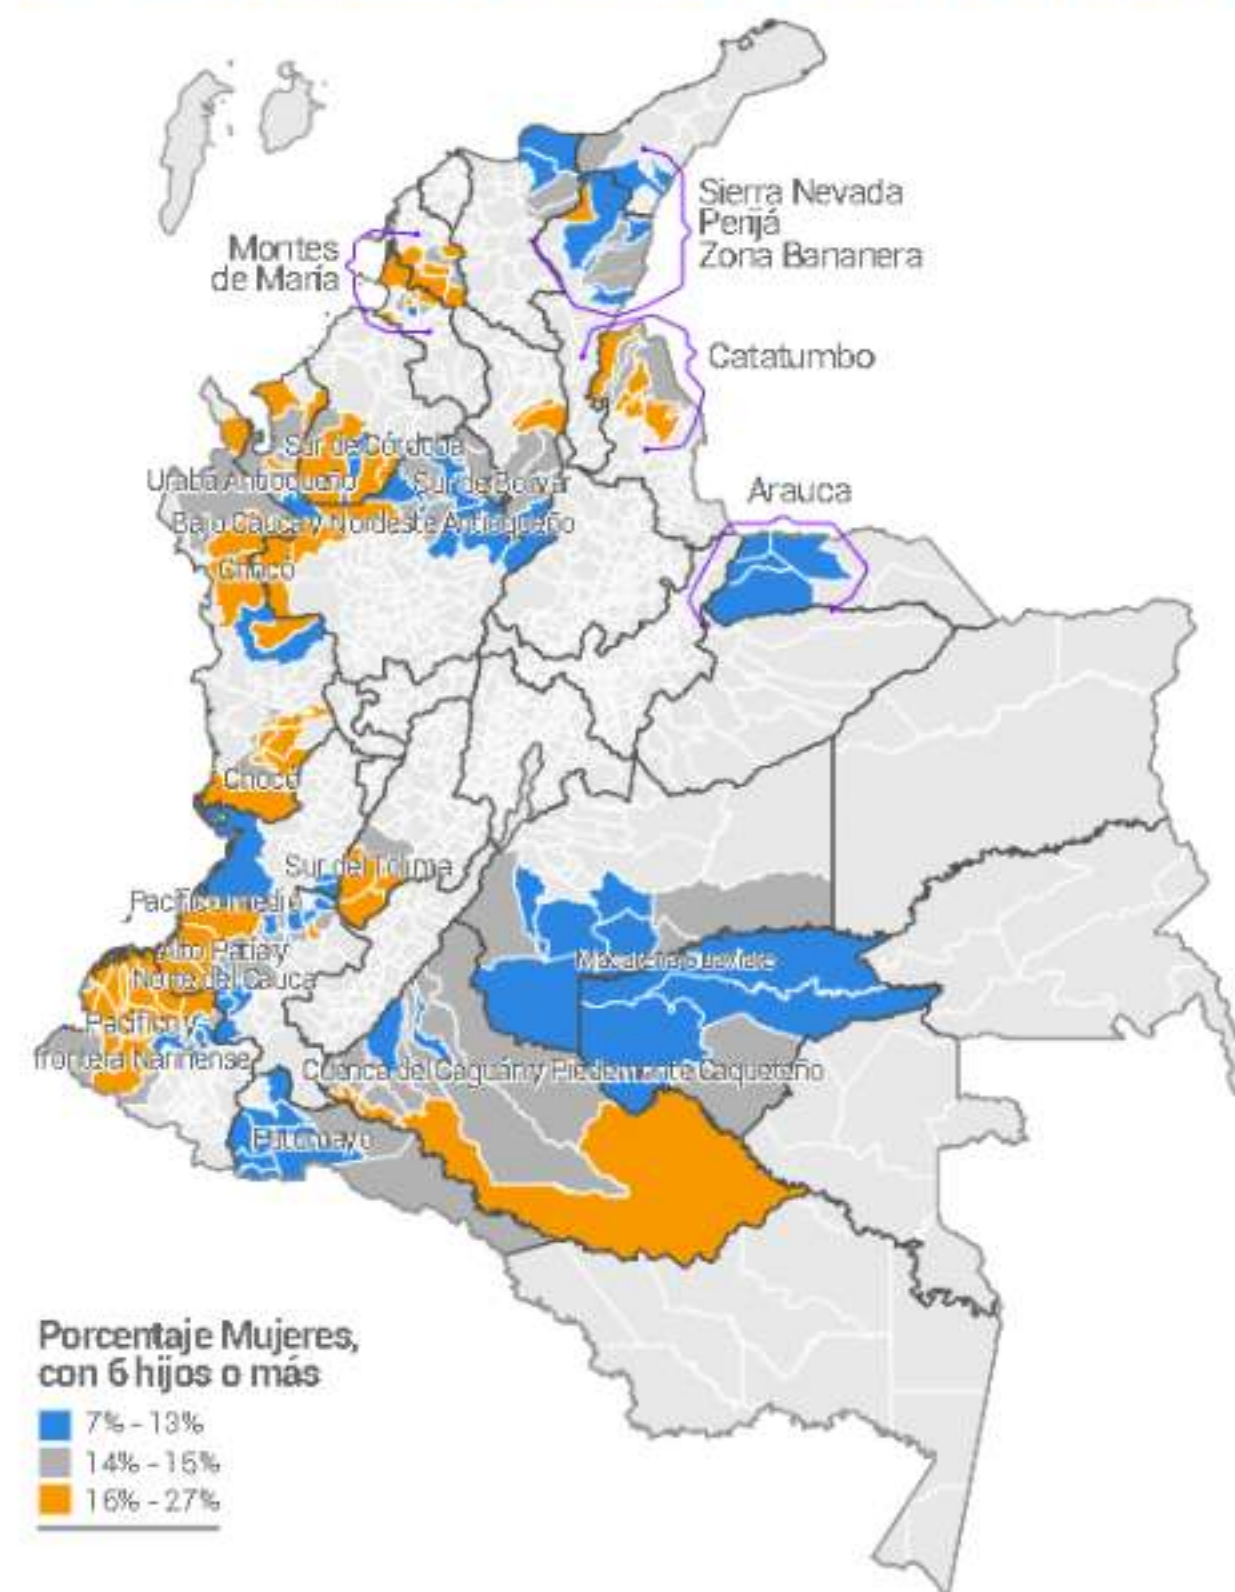 Sierra Nevada
Perijá
Zona Bananera
Montes
de María
Catatumbo
Sur de Córdoba
Urabá Antioqueño
Sur de Bolívar
Arauca
Bajo Cauca y Nordeste Antioqueño
Chocó
Chocó
Sur del Tolima
Pacífico medio
Alto Patía y
Norte del Cauca
Pacífico y
frontera Nariñense
Cuenca del Caguán y Piedemonte Caqueteño
Putumayo
Porcentaje Mujeres,
con 6 hijos o más
7% - 13%
14% - 15%
16% - 27%